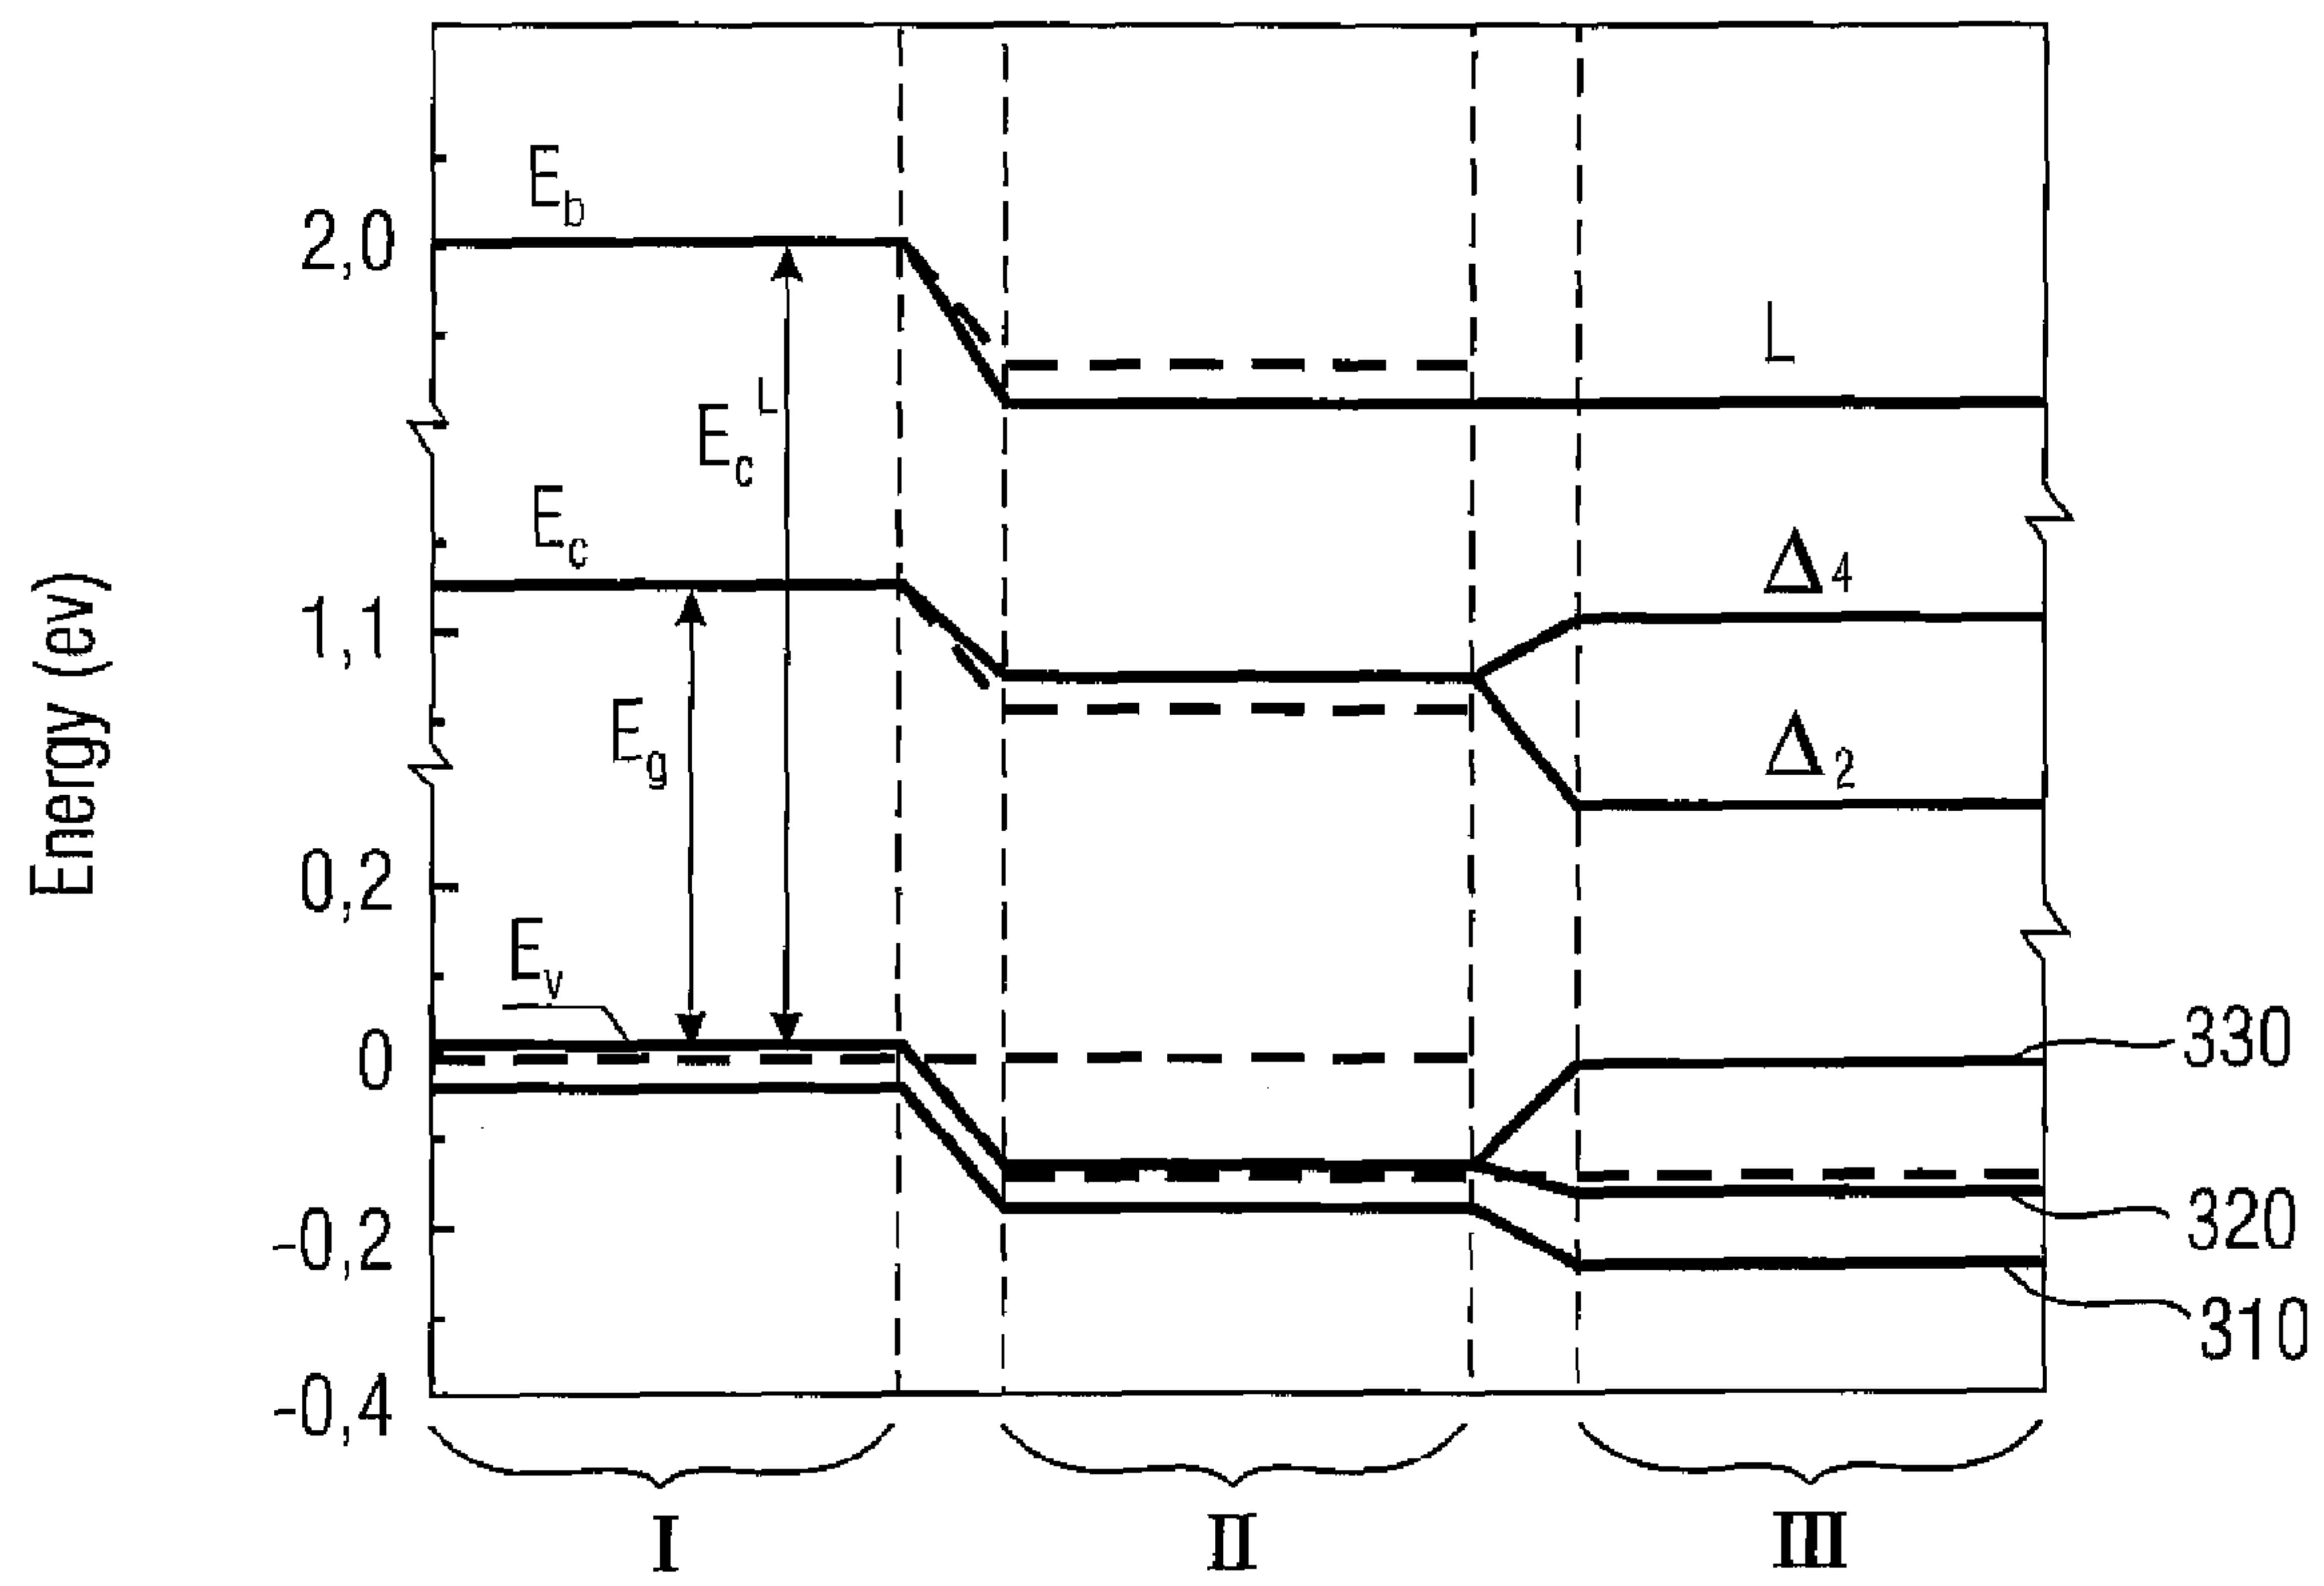 Energy (ev)
2,0
1,1
0,2
0
-0,2
-0,4
E_b
E_c^L
E_c
E_g
E_v
L
Δ₄
Δ₂
330
320
310
I
II
III